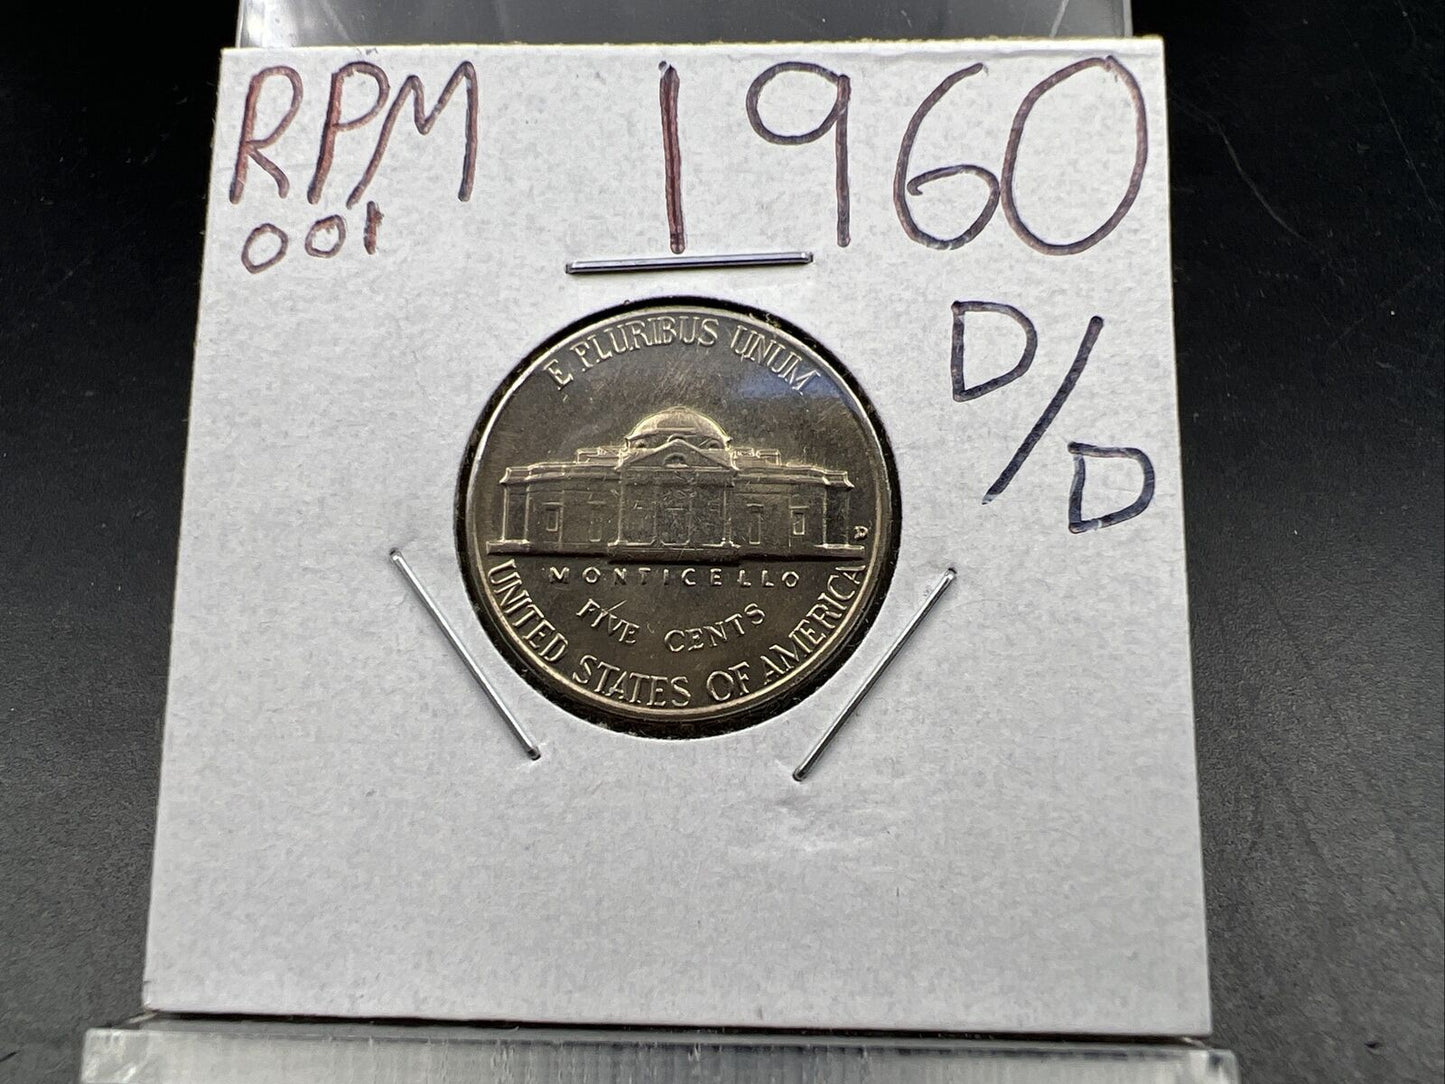 RPM 1960
001
D/D
E PLURIBUS UNUM
D
MONTICELLO
FIVE CENTS
UNITED STATES OF AMERICA